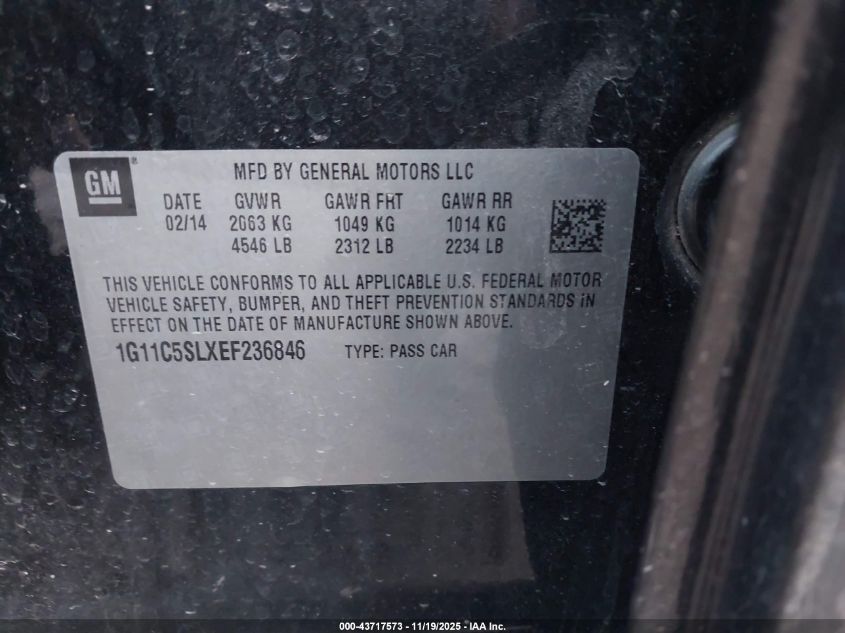 GM
MFD BY GENERAL MOTORS LLC
DATE GVWR GAWR FRT GAWR RR
02/14 2063 KG 1049 KG 1014 KG
4546 LB 2312 LB 2234 LB
THIS VEHICLE CONFORMS TO ALL APPLICABLE U.S. FEDERAL MOTOR
VEHICLE SAFETY, BUMPER, AND THEFT PREVENTION STANDARDS IN
EFFECT ON THE DATE OF MANUFACTURE SHOWN ABOVE.
1G11C5SLXEF236846 TYPE: PASS CAR
000-43717573 - 11/19/2025 - IAA Inc.